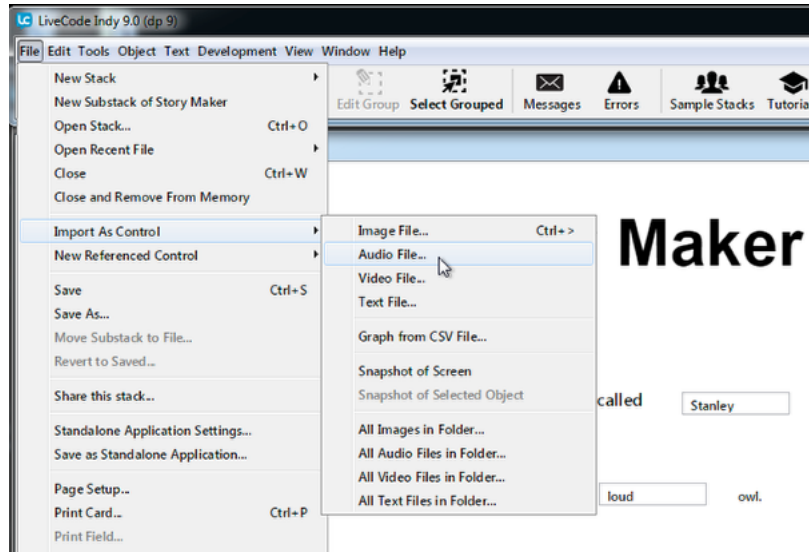 LiveCode Indy 9.0 (dp 9)
File Edit Tools Object Text Development View Window Help
Edit Group Select Grouped Messages Errors Sample Stacks Tutoria
New Stack
New Substack of Story Maker
Open Stack... Ctrl+O
Open Recent File
Close Ctrl+W
Close and Remove From Memory
Import As Control
New Referenced Control
Save Ctrl+S
Save As...
Move Substack to File...
Revert to Saved...
Share this stack...
Standalone Application Settings...
Save as Standalone Application...
Page Setup...
Print Card... Ctrl+P
Print Field...
Image File... Ctrl+>
Audio File...
Video File...
Text File...
Graph from CSV File...
Snapshot of Screen
Snapshot of Selected Object
All Images in Folder...
All Audio Files in Folder...
All Video Files in Folder...
All Text Files in Folder...
Maker
called Stanley
loud owl.